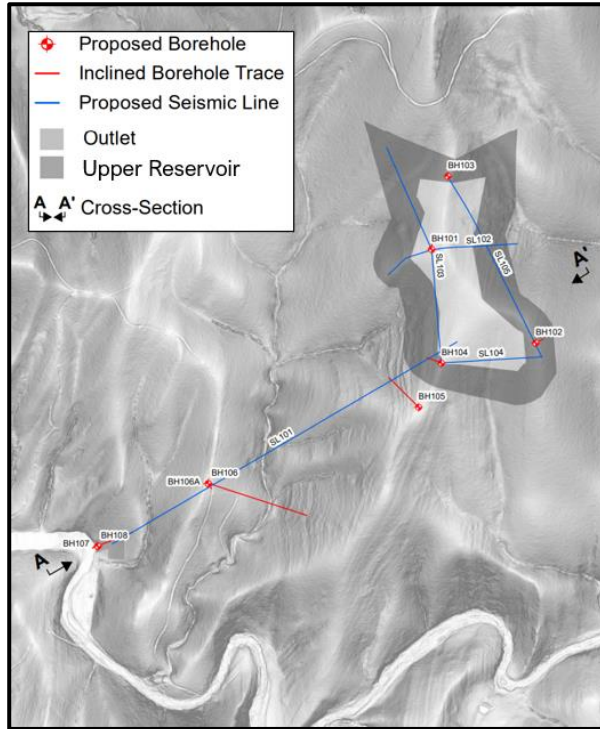 Proposed Borehole
Inclined Borehole Trace
Proposed Seismic Line
Outlet
Upper Reservoir
A A' Cross-Section
BH103
BH101
SL102
SL103
SL105
A'
BH102
BH104
SL104
BH105
SL101
BH106A
BH106
BH107
BH108
A